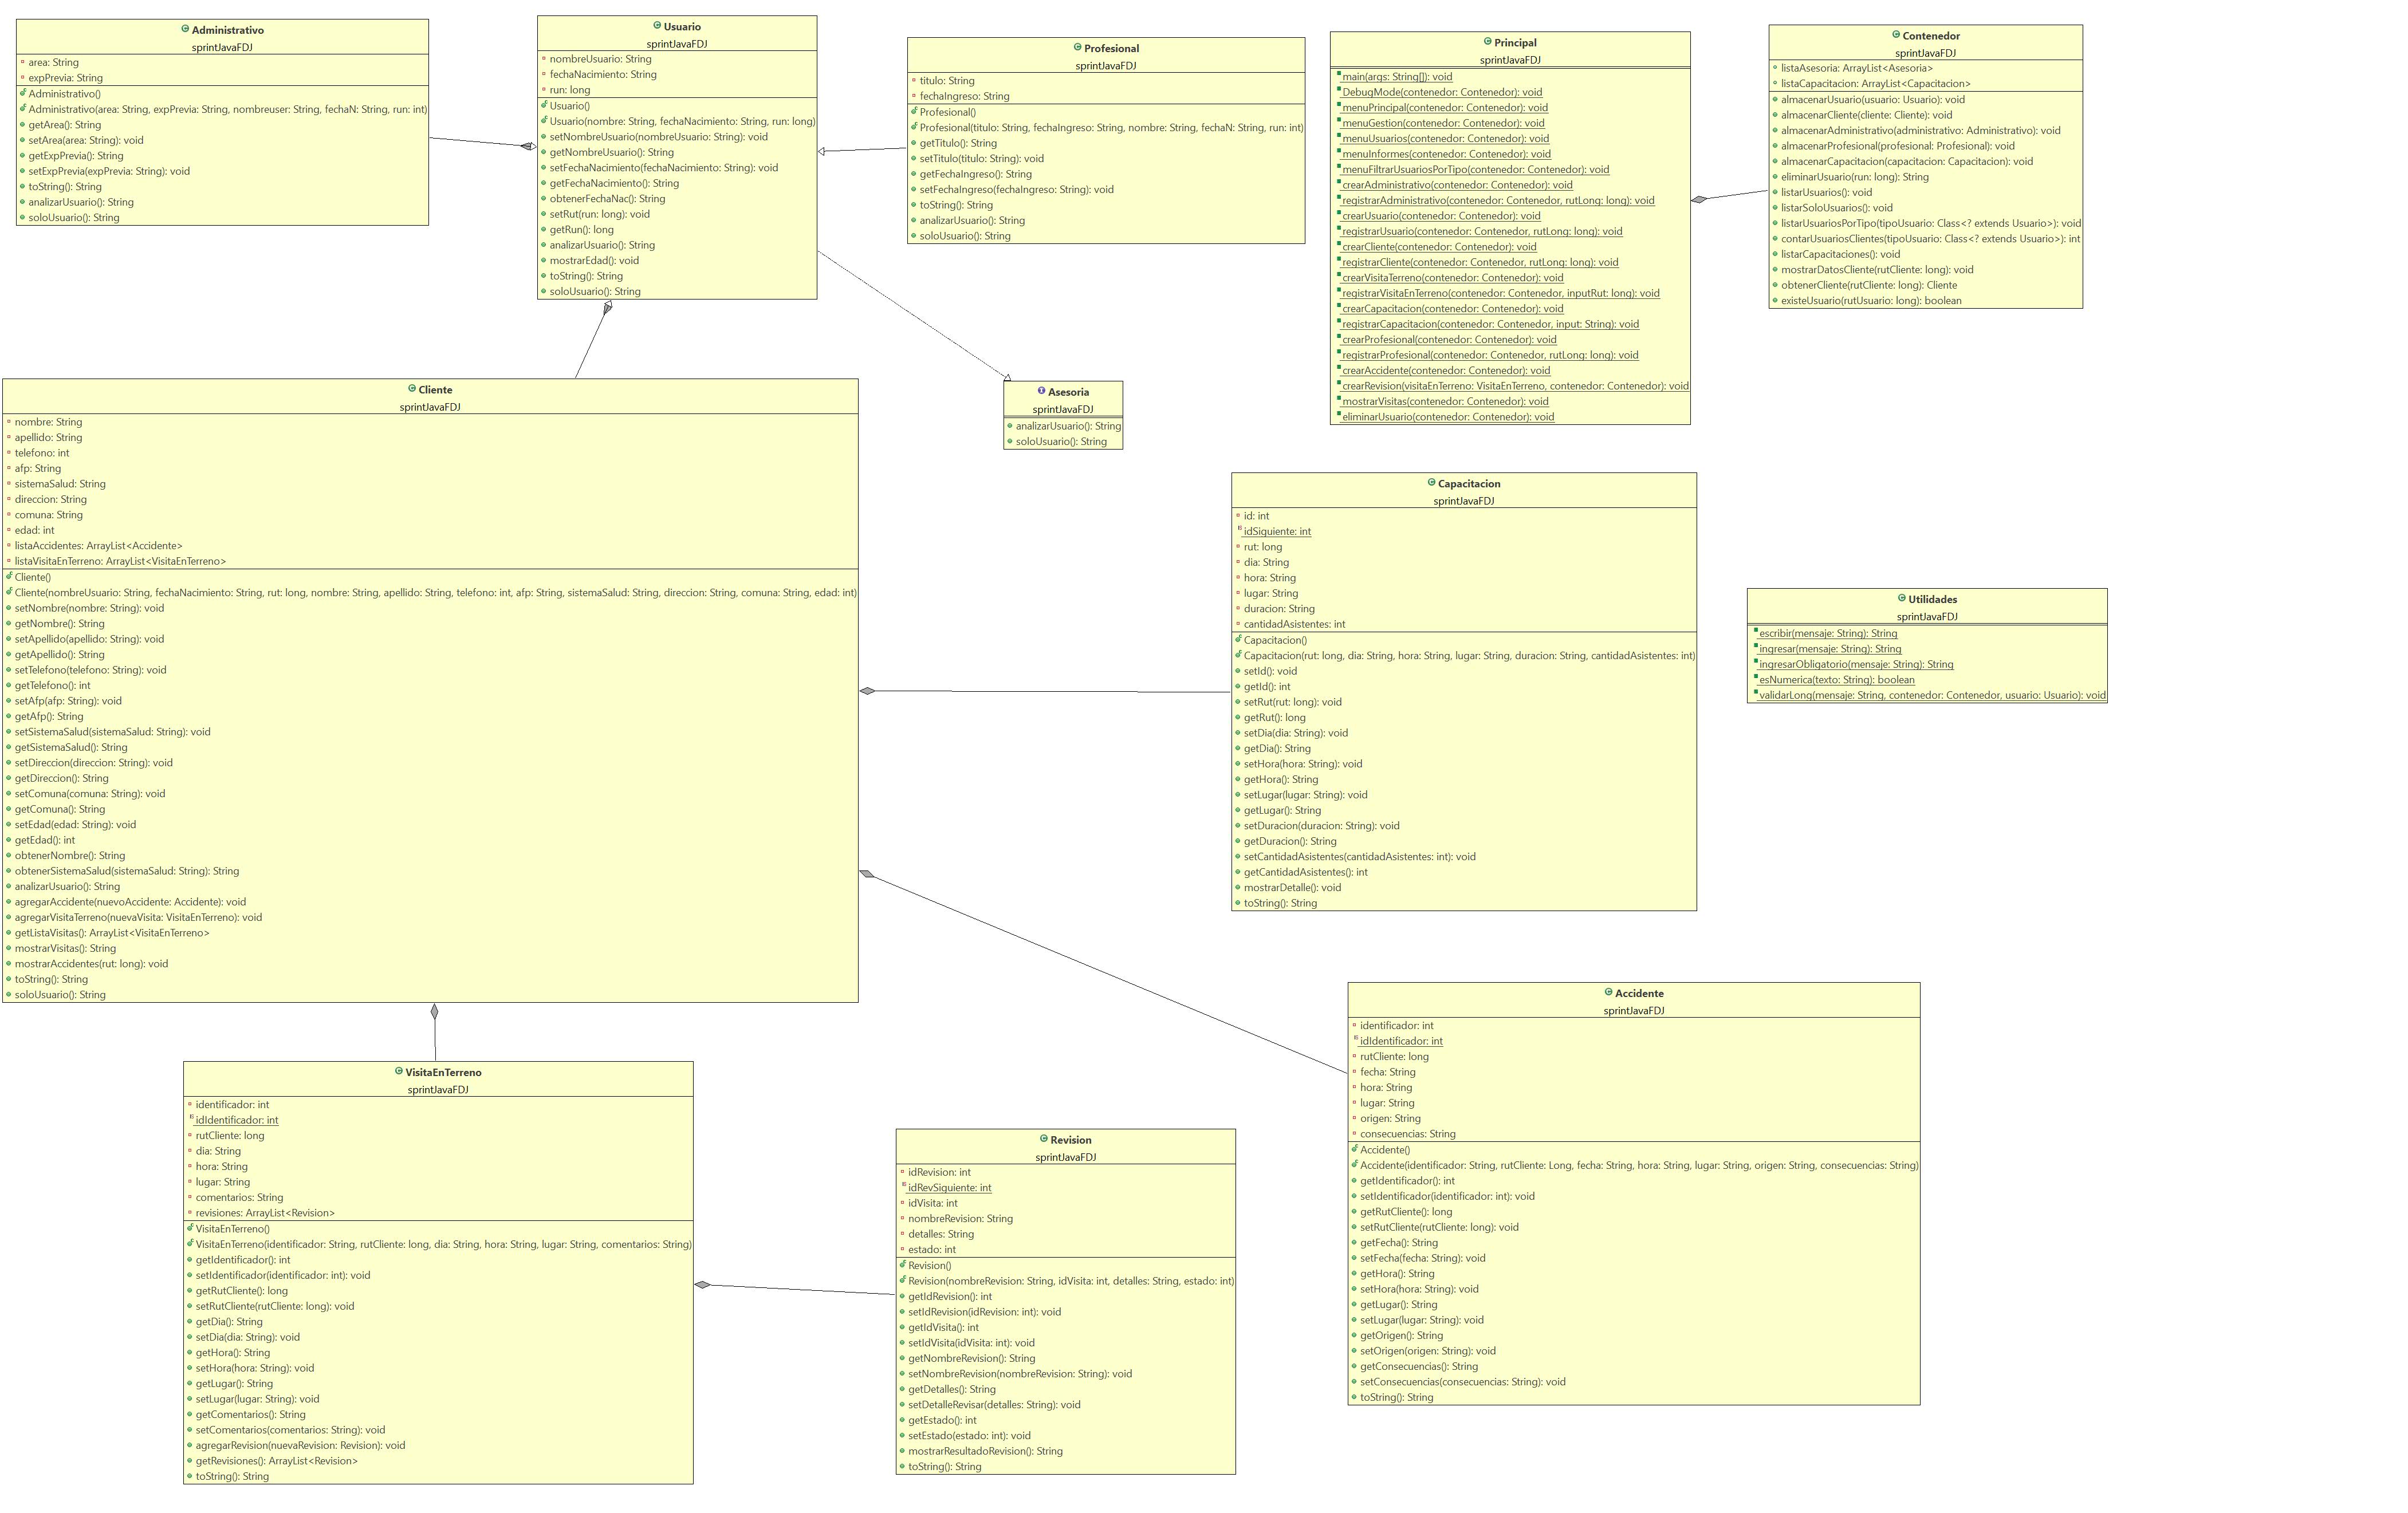 Administrativo
sprintJavaFDJ
area: String
expPrevia: String
Administrativo()
Administrativo(area: String, expPrevia: String, nombreuser: String, fechaN: String, run: int)
getArea(): String
setArea(area: String): void
getExpPrevia(): String
setExpPrevia(expPrevia: String): void
toString(): String
analizarUsuario(): String
soloUsuario(): String
Usuario
sprintJavaFDJ
nombreUsuario: String
fechaNacimiento: String
run: long
Usuario()
Usuario(nombre: String, fechaNacimiento: String, run: long)
setNombreUsuario(nombreUsuario: String): void
getNombreUsuario(): String
setFechaNacimiento(fechaNacimiento: String): void
getFechaNacimiento(): String
obtenerFechaNac(): String
setRut(run: long): void
getRun(): long
analizarUsuario(): String
mostrarEdad(): void
toString(): String
soloUsuario(): String
Profesional
sprintJavaFDJ
titulo: String
fechaIngreso: String
Profesional()
Profesional(titulo: String, fechaIngreso: String, nombre: String, fechaN: String, run: int)
getTitulo(): String
setTitulo(titulo: String): void
getFechaIngreso(): String
setFechaIngreso(fechaIngreso: String): void
toString(): String
analizarUsuario(): String
soloUsuario(): String
Principal
sprintJavaFDJ
main(args: String[]): void
DebugMode(contenedor: Contenedor): void
menuPrincipal(contenedor: Contenedor): void
menuGestion(contenedor: Contenedor): void
menuUsuarios(contenedor: Contenedor): void
menuInformes(contenedor: Contenedor): void
menuFiltrarUsuariosPorTipo(contenedor: Contenedor): void
crearAdministrativo(contenedor: Contenedor): void
registrarAdministrativo(contenedor: Contenedor, rutLong: long): void
crearUsuario(contenedor: Contenedor): void
registrarUsuario(contenedor: Contenedor, rutLong: long): void
crearCliente(contenedor: Contenedor): void
registrarCliente(contenedor: Contenedor, rutLong: long): void
crearVisitaTerreno(contenedor: Contenedor): void
registrarVisitaEnTerreno(contenedor: Contenedor, inputRut: long): void
crearCapacitacion(contenedor: Contenedor): void
registrarCapacitacion(contenedor: Contenedor, input: String): void
crearProfesional(contenedor: Contenedor): void
registrarProfesional(contenedor: Contenedor, rutLong: long): void
crearAccidente(contenedor: Contenedor): void
crearRevision(visitaEnTerreno: VisitaEnTerreno, contenedor: Contenedor): void
mostrarVisitas(contenedor: Contenedor): void
eliminarUsuario(contenedor: Contenedor): void
Contenedor
sprintJavaFDJ
listaAsesoria: ArrayList<Asesoria>
listaCapacitacion: ArrayList<Capacitacion>
almacenarUsuario(usuario: Usuario): void
almacenarCliente(cliente: Cliente): void
almacenarAdministrativo(administrativo: Administrativo): void
almacenarProfesional(profesional: Profesional): void
almacenarCapacitacion(capacitacion: Capacitacion): void
eliminarUsuario(run: long): String
listarUsuarios(): void
listarSoloUsuarios(): void
listarUsuariosPorTipo(tipoUsuario: Class<? extends Usuario>): void
contarUsuariosClientes(tipoUsuario: Class<? extends Usuario>): int
listarCapacitaciones(): void
mostrarDatosCliente(rutCliente: long): void
obtenerCliente(rutCliente: long): Cliente
existeUsuario(rutUsuario: long): boolean
Cliente
sprintJavaFDJ
nombre: String
apellido: String
telefono: int
afp: String
sistemaSalud: String
direccion: String
comuna: String
edad: int
listaAccidentes: ArrayList<Accidente>
listaVisitaEnTerreno: ArrayList<VisitaEnTerreno>
Cliente()
Cliente(nombreUsuario: String, fechaNacimiento: String, rut: long, nombre: String, apellido: String, telefono: int, afp: String, sistemaSalud: String, direccion: String, comuna: String, edad: int)
setNombre(nombre: String): void
getNombre(): String
setApellido(apellido: String): void
getApellido(): String
setTelefono(telefono: String): void
getTelefono(): int
setAfp(afp: String): void
getAfp(): String
setSistemaSalud(sistemaSalud: String): void
getSistemaSalud(): String
setDireccion(direccion: String): void
getDireccion(): String
setComuna(comuna: String): void
getComuna(): String
setEdad(edad: String): void
getEdad(): int
obtenerNombre(): String
obtenerSistemaSalud(sistemaSalud: String): String
analizarUsuario(): String
agregarAccidente(nuevoAccidente: Accidente): void
agregarVisitaTerreno(nuevaVisita: VisitaEnTerreno): void
getListaVisitas(): ArrayList<VisitaEnTerreno>
mostrarVisitas(): String
mostrarAccidentes(rut: long): void
toString(): String
soloUsuario(): String
Asesoria
sprintJavaFDJ
analizarUsuario(): String
soloUsuario(): String
Capacitacion
sprintJavaFDJ
id: int
idSiguiente: int
rut: long
dia: String
hora: String
lugar: String
duracion: String
cantidadAsistentes: int
Capacitacion()
Capacitacion(rut: long, dia: String, hora: String, lugar: String, duracion: String, cantidadAsistentes: int)
setId(): void
getId(): int
setRut(rut: long): void
getRut(): long
setDia(dia: String): void
getDia(): String
setHora(hora: String): void
getHora(): String
setLugar(lugar: String): void
getLugar(): String
setDuracion(duracion: String): void
getDuracion(): String
setCantidadAsistentes(cantidadAsistentes: int): void
getCantidadAsistentes(): int
mostrarDetalle(): void
toString(): String
Utilidades
sprintJavaFDJ
escribir(mensaje: String): String
ingresar(mensaje: String): String
ingresarObligatorio(mensaje: String): String
esNumerica(texto: String): boolean
validarLong(mensaje: String, contenedor: Contenedor, usuario: Usuario): void
Accidente
sprintJavaFDJ
identificador: int
idIdentificador: int
rutCliente: long
fecha: String
hora: String
lugar: String
origen: String
consecuencias: String
Accidente()
Accidente(identificador: String, rutCliente: Long, fecha: String, hora: String, lugar: String, origen: String, consecuencias: String)
getIdentificador(): int
setIdentificador(identificador: int): void
getRutCliente(): long
setRutCliente(rutCliente: long): void
getFecha(): String
setFecha(fecha: String): void
getHora(): String
setHora(hora: String): void
getLugar(): String
setLugar(lugar: String): void
getOrigen(): String
setOrigen(origen: String): void
getConsecuencias(): String
setConsecuencias(consecuencias: String): void
toString(): String
VisitaEnTerreno
sprintJavaFDJ
identificador: int
idIdentificador: int
rutCliente: long
dia: String
hora: String
lugar: String
comentarios: String
revisiones: ArrayList<Revision>
VisitaEnTerreno()
VisitaEnTerreno(identificador: String, rutCliente: long, dia: String, hora: String, lugar: String, comentarios: String)
getIdentificador(): int
setIdentificador(identificador: int): void
getRutCliente(): long
setRutCliente(rutCliente: long): void
getDia(): String
setDia(dia: String): void
getHora(): String
setHora(hora: String): void
getLugar(): String
setLugar(lugar: String): void
getComentarios(): String
setComentarios(comentarios: String): void
agregarRevision(nuevaRevision: Revision): void
getRevisiones(): ArrayList<Revision>
toString(): String
Revision
sprintJavaFDJ
idRevision: int
idRevSiguiente: int
idVisita: int
nombreRevision: String
detalles: String
estado: int
Revision()
Revision(nombreRevision: String, idVisita: int, detalles: String, estado: int)
getIdRevision(): int
setIdRevision(idRevision: int): void
getIdVisita(): int
setIdVisita(idVisita: int): void
getNombreRevision(): String
setNombreRevision(nombreRevision: String): void
getDetalles(): String
setDetalleRevisar(detalles: String): void
getEstado(): int
setEstado(estado: int): void
mostrarResultadoRevision(): String
toString(): String